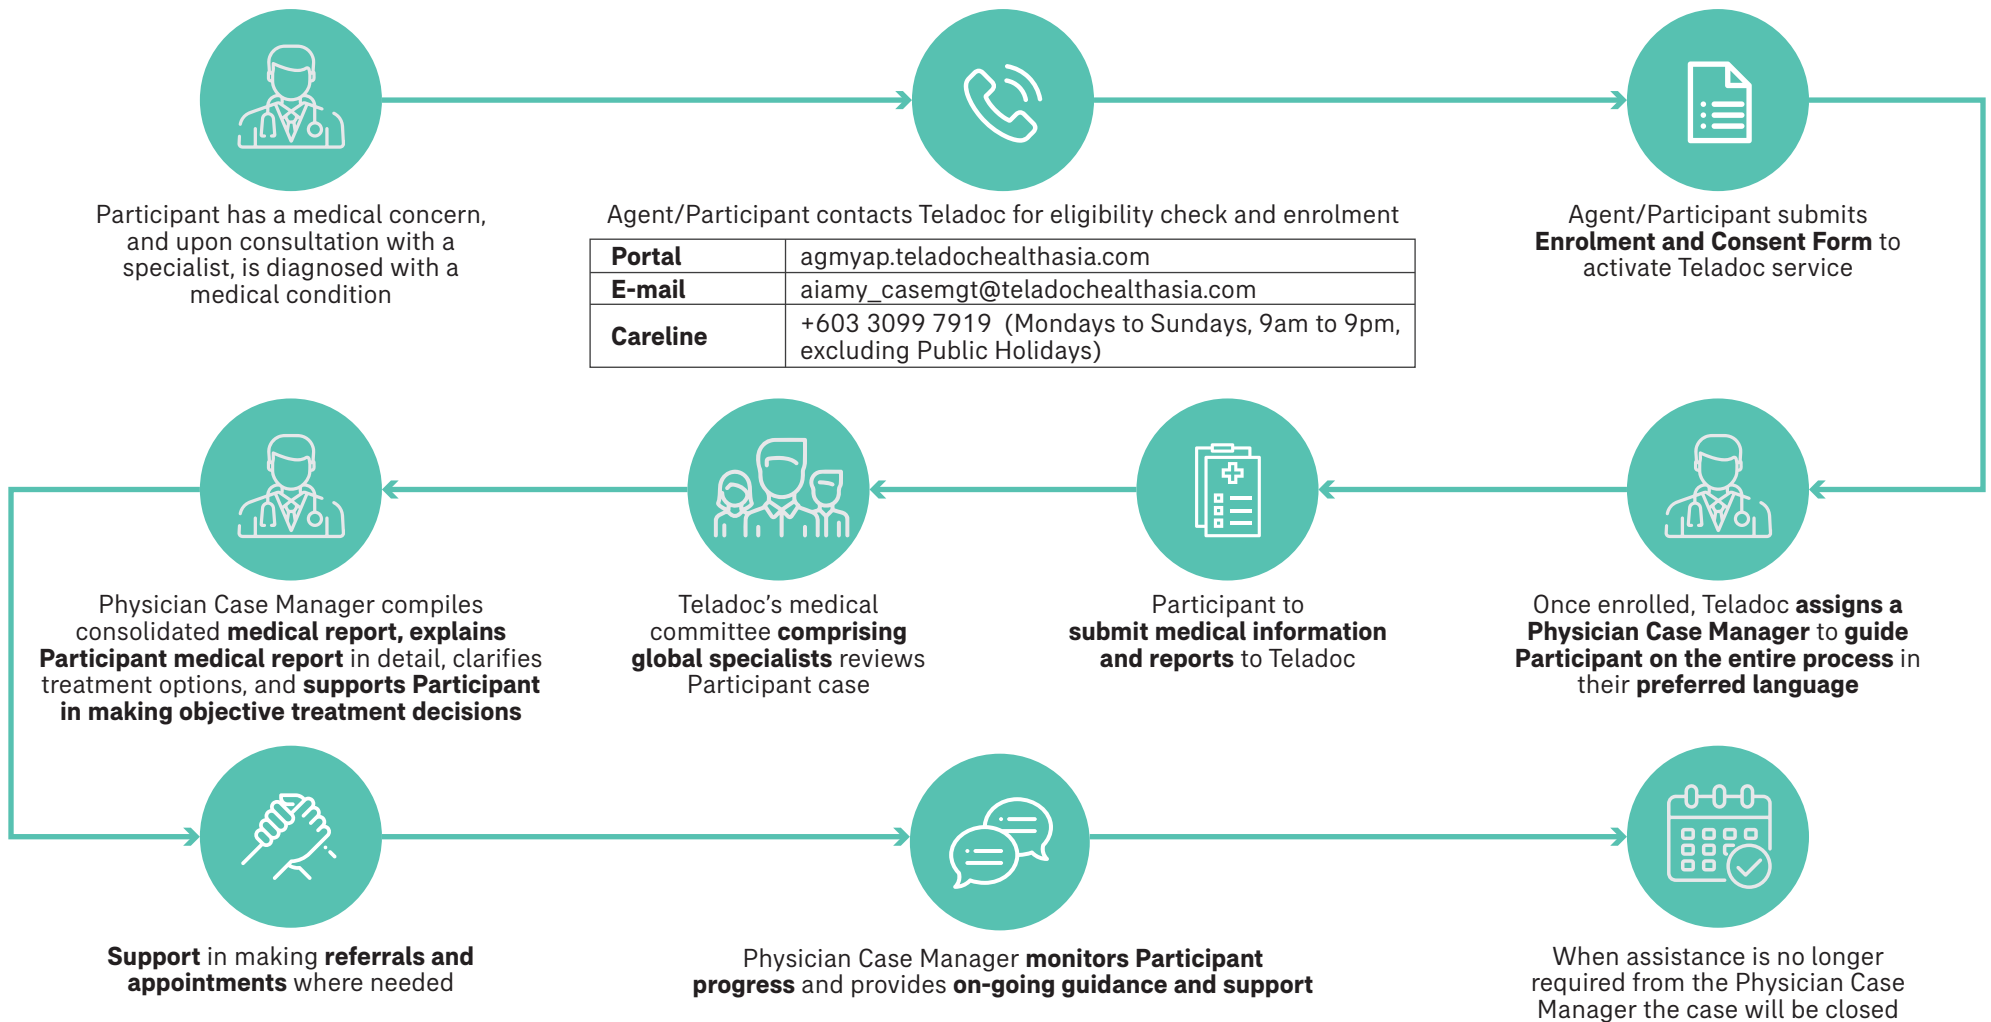 Participant has a medical concern,
and upon consultation with a
specialist, is diagnosed with a
medical condition
Agent/Participant contacts Teladoc for eligibility check and enrolment
Portal agmyap.teladochealthasia.com
E-mail aiamy_casemgt@teladochealthasia.com
Careline +603 3099 7919 (Mondays to Sundays, 9am to 9pm,
excluding Public Holidays)
Agent/Participant submits
Enrolment and Consent Form to
activate Teladoc service
Once enrolled, Teladoc assigns a
Physician Case Manager to guide
Participant on the entire process in
their preferred language
Participant to
submit medical information
and reports to Teladoc
Teladoc’s medical
committee comprising
global specialists reviews
Participant case
Physician Case Manager compiles
consolidated medical report, explains
Participant medical report in detail, clarifies
treatment options, and supports Participant
in making objective treatment decisions
Support in making referrals and
appointments where needed
Physician Case Manager monitors Participant
progress and provides on-going guidance and support
When assistance is no longer
required from the Physician Case
Manager the case will be closed